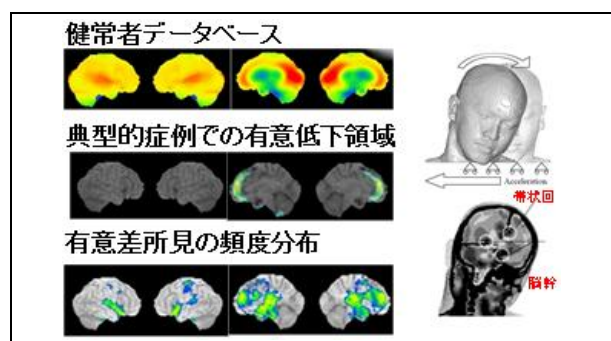 健常者データベース
典型的症例での有意低下領域
有意差所見の頻度分布
Acceleration
帯状回
脳幹